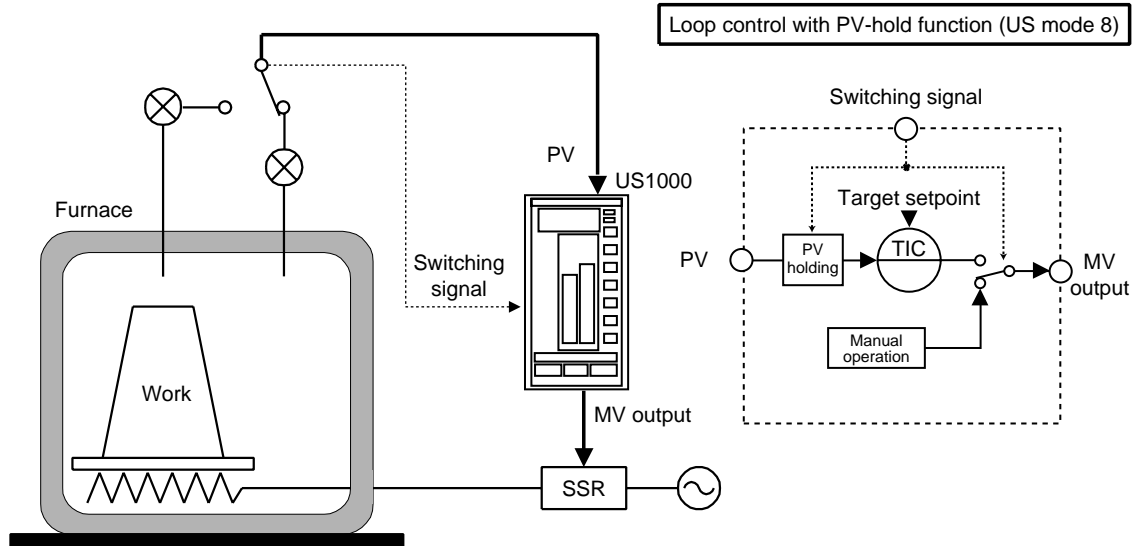 Loop control with PV-hold function (US mode 8)
Switching signal
PV
US1000
Furnace
Target setpoint
PV
PV
holding
TIC
MV
output
Switching
signal
Manual
operation
Work
MV output
SSR